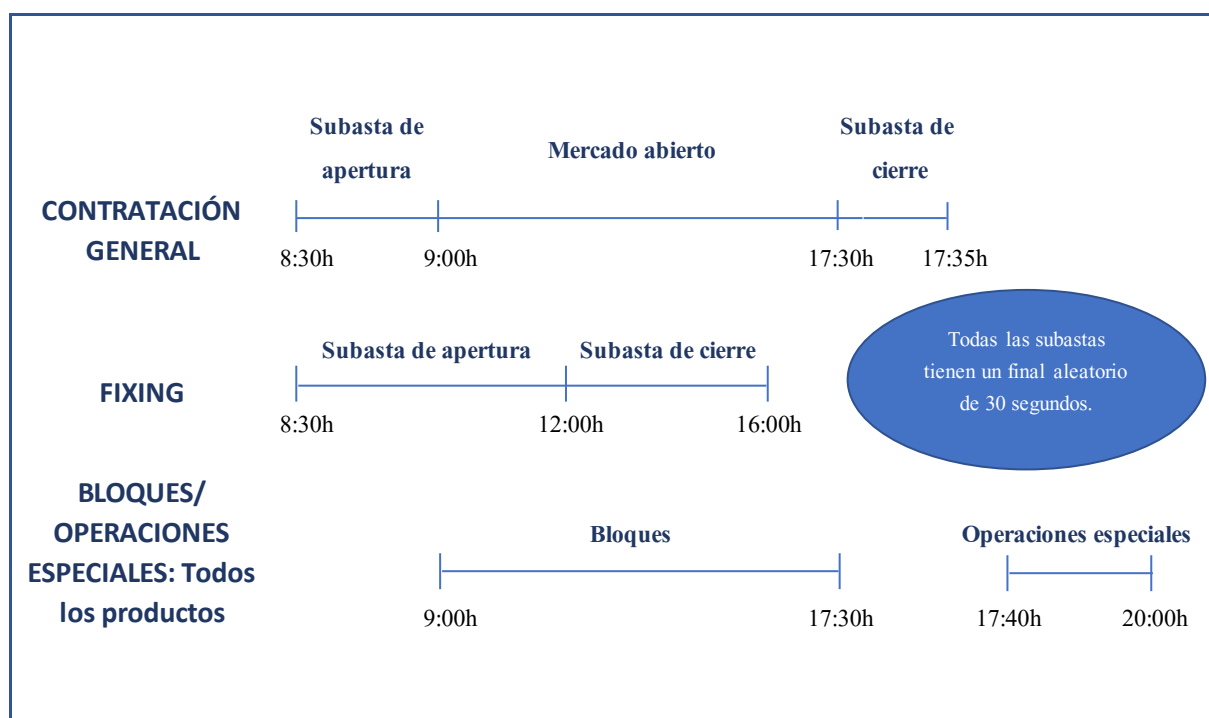 Subasta de
apertura
Mercado abierto
Subasta de
cierre
CONTRATACIÓN
GENERAL
8:30h
9:00h
17:30h
17:35h
Todas las subastas
tienen un final aleatorio
de 30 segundos.
Subasta de apertura
Subasta de cierre
FIXING
8:30h
12:00h
16:00h
BLOQUES/
OPERACIONES
ESPECIALES: Todos
los productos
Bloques
Operaciones especiales
9:00h
17:30h
17:40h
20:00h